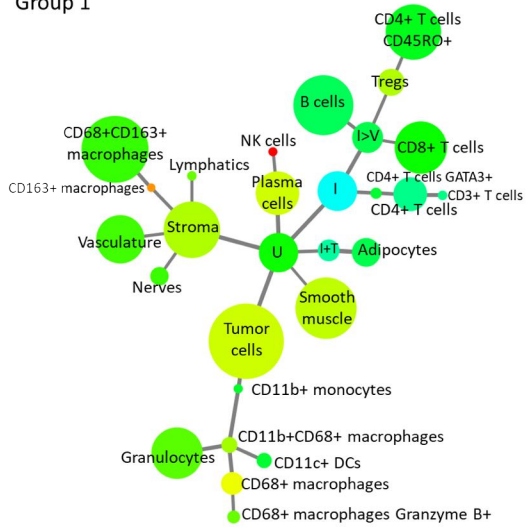 Group 1
CD4+ T cells
CD45RO+
Tregs
B cells
I>V
CD8+ T cells
CD68+CD163+
macrophages
NK cells
Lymphatics
CD163+ macrophages
Plasma
cells
I
CD4+ T cells GATA3+
CD3+ T cells
CD4+ T cells
Stroma
Vasculature
U
I+T
Adipocytes
Nerves
Smooth
muscle
Tumor
cells
CD11b+ monocytes
CD11b+CD68+ macrophages
Granulocytes
CD11c+ DCs
CD68+ macrophages
CD68+ macrophages Granzyme B+